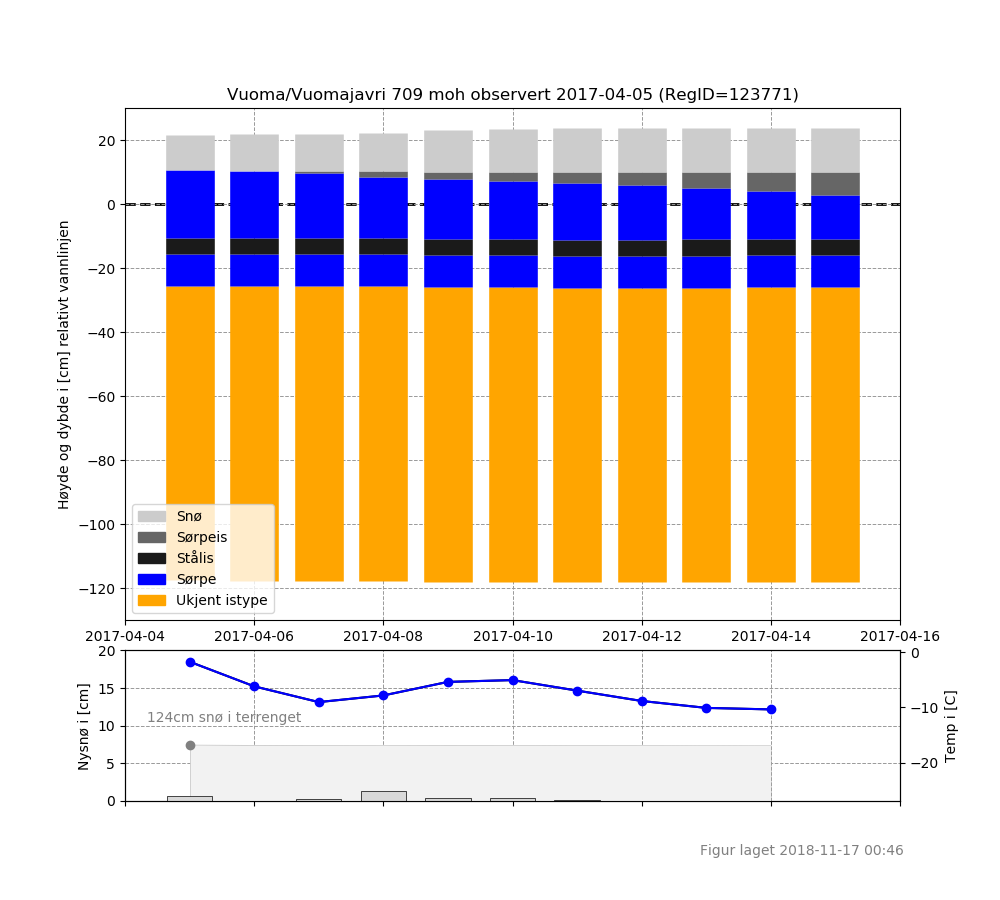 Vuoma/Vuomajavri 709 moh observert 2017-04-05 (RegID=123771)
Høyde og dybde i [cm] relativt vannlinjen
20
0
−20
−40
−60
−80
−100
−120
Snø
Sørpeis
Stålis
Sørpe
Ukjent istype
2017-04-04 2017-04-06 2017-04-08 2017-04-10 2017-04-12 2017-04-14 2017-04-16
Nysnø i [cm]
20
15
10
5
0
124cm snø i terrenget
0
−10
−20
Temp i [C]
Figur laget 2018-11-17 00:46